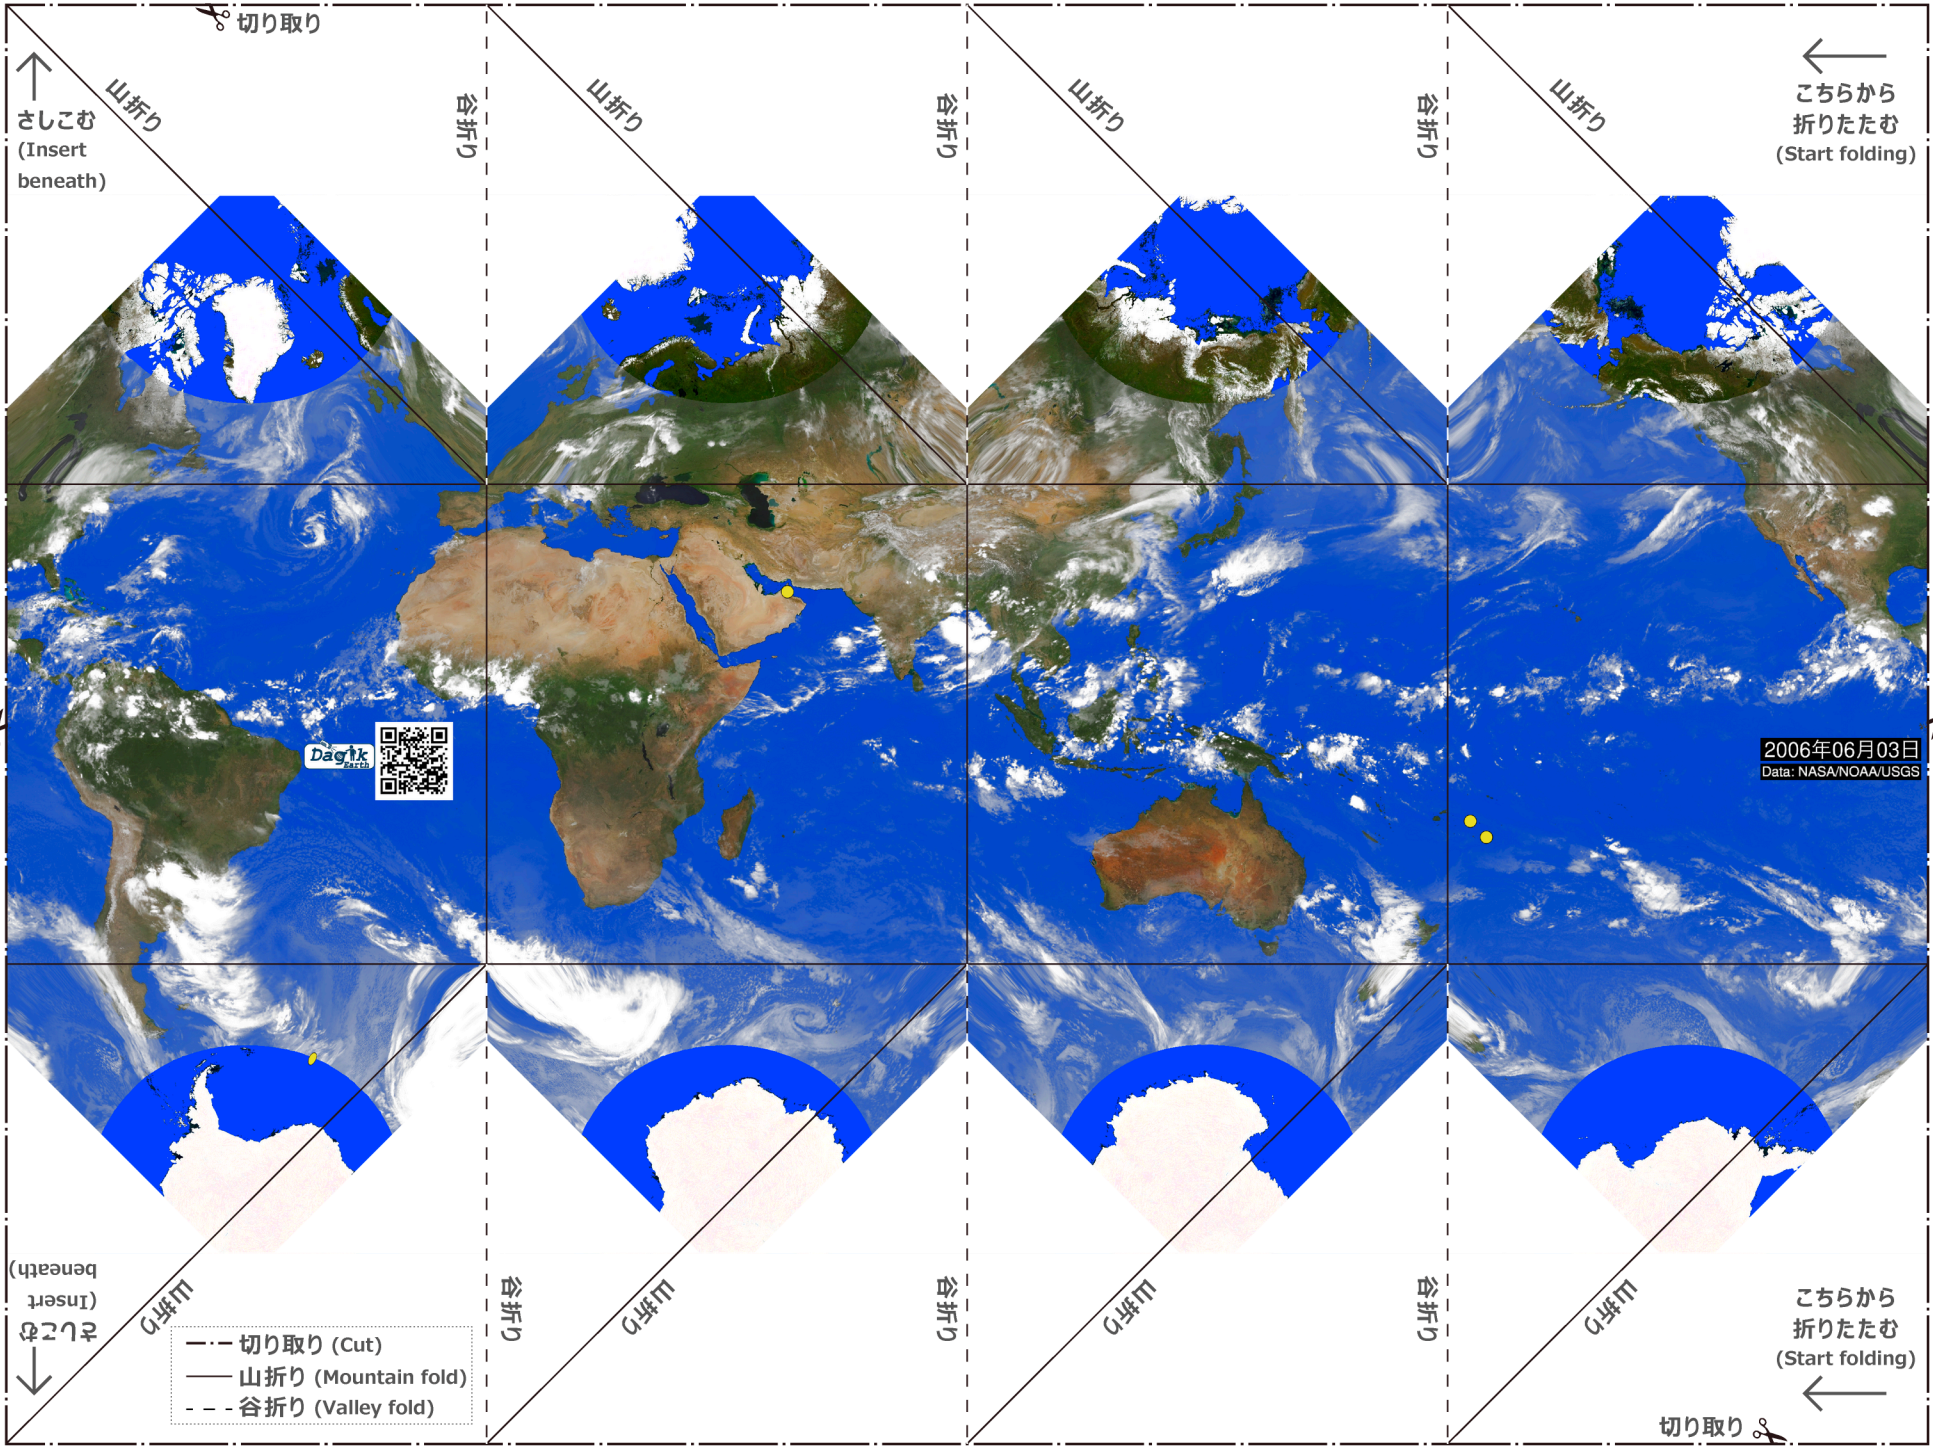 切り取り
山折り
谷折り
山折り
谷折り
山折り
谷折り
山折り
こちらから
折りたたむ
(Start folding)
さしこむ
(Insert
beneath)
Dagik
Earth
2006年06月03日
Data: NASA/NOAA/USGS
さしこむ
(Insert
beneath)
山折り
谷折り
山折り
谷折り
山折り
谷折り
山折り
こちらから
折りたたむ
(Start folding)
切り取り (Cut)
山折り (Mountain fold)
谷折り (Valley fold)
切り取り